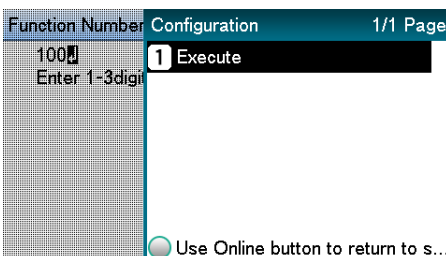 Function Number
100
Enter 1-3digi
Configuration 1/1 Page
1 Execute
Use Online button to return to s...